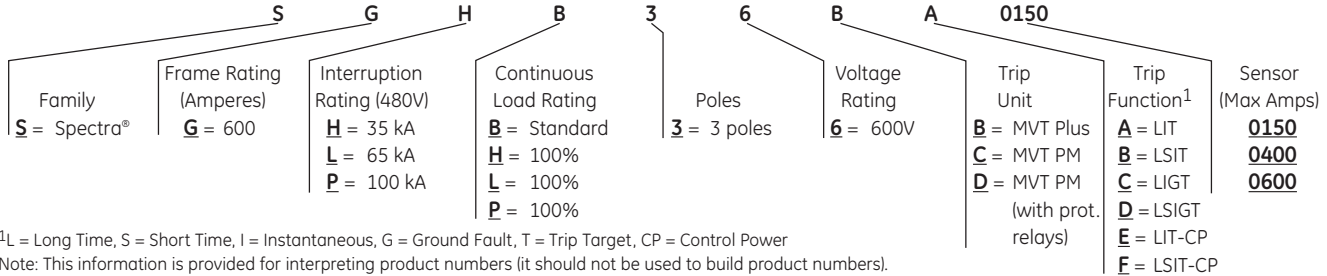 S G H B 3 6 B A 0150
Family
S = Spectra®
Frame Rating
(Amperes)
G = 600
Interruption
Rating (480V)
H = 35 kA
L = 65 kA
P = 100 kA
Continuous
Load Rating
B = Standard
H = 100%
L = 100%
P = 100%
Poles
3 = 3 poles
Voltage
Rating
6 = 600V
Trip
Unit
B = MVT Plus
C = MVT PM
D = MVT PM
(with prot.
relays)
Trip
Function1
A = LIT
B = LSIT
C = LIGT
D = LSIGT
E = LIT-CP
F = LSIT-CP
Sensor
(Max Amps)
0150
0400
0600
1L = Long Time, S = Short Time, I = Instantaneous, G = Ground Fault, T = Trip Target, CP = Control Power
Note: This information is provided for interpreting product numbers (it should not be used to build product numbers).